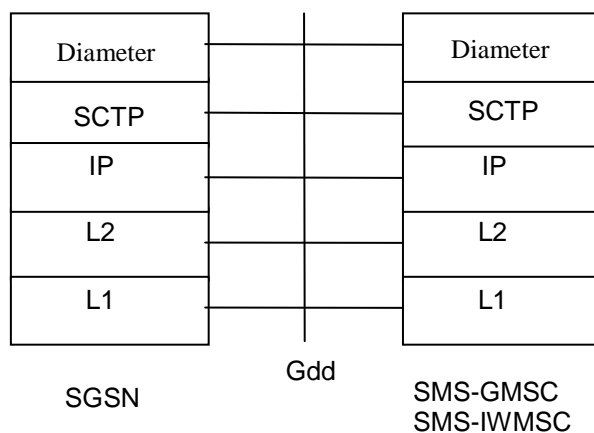 Diameter
Diameter
SCTP
SCTP
IP
IP
L2
L2
L1
L1
Gdd
SGSN
SMS-GMSC
SMS-IWMSC